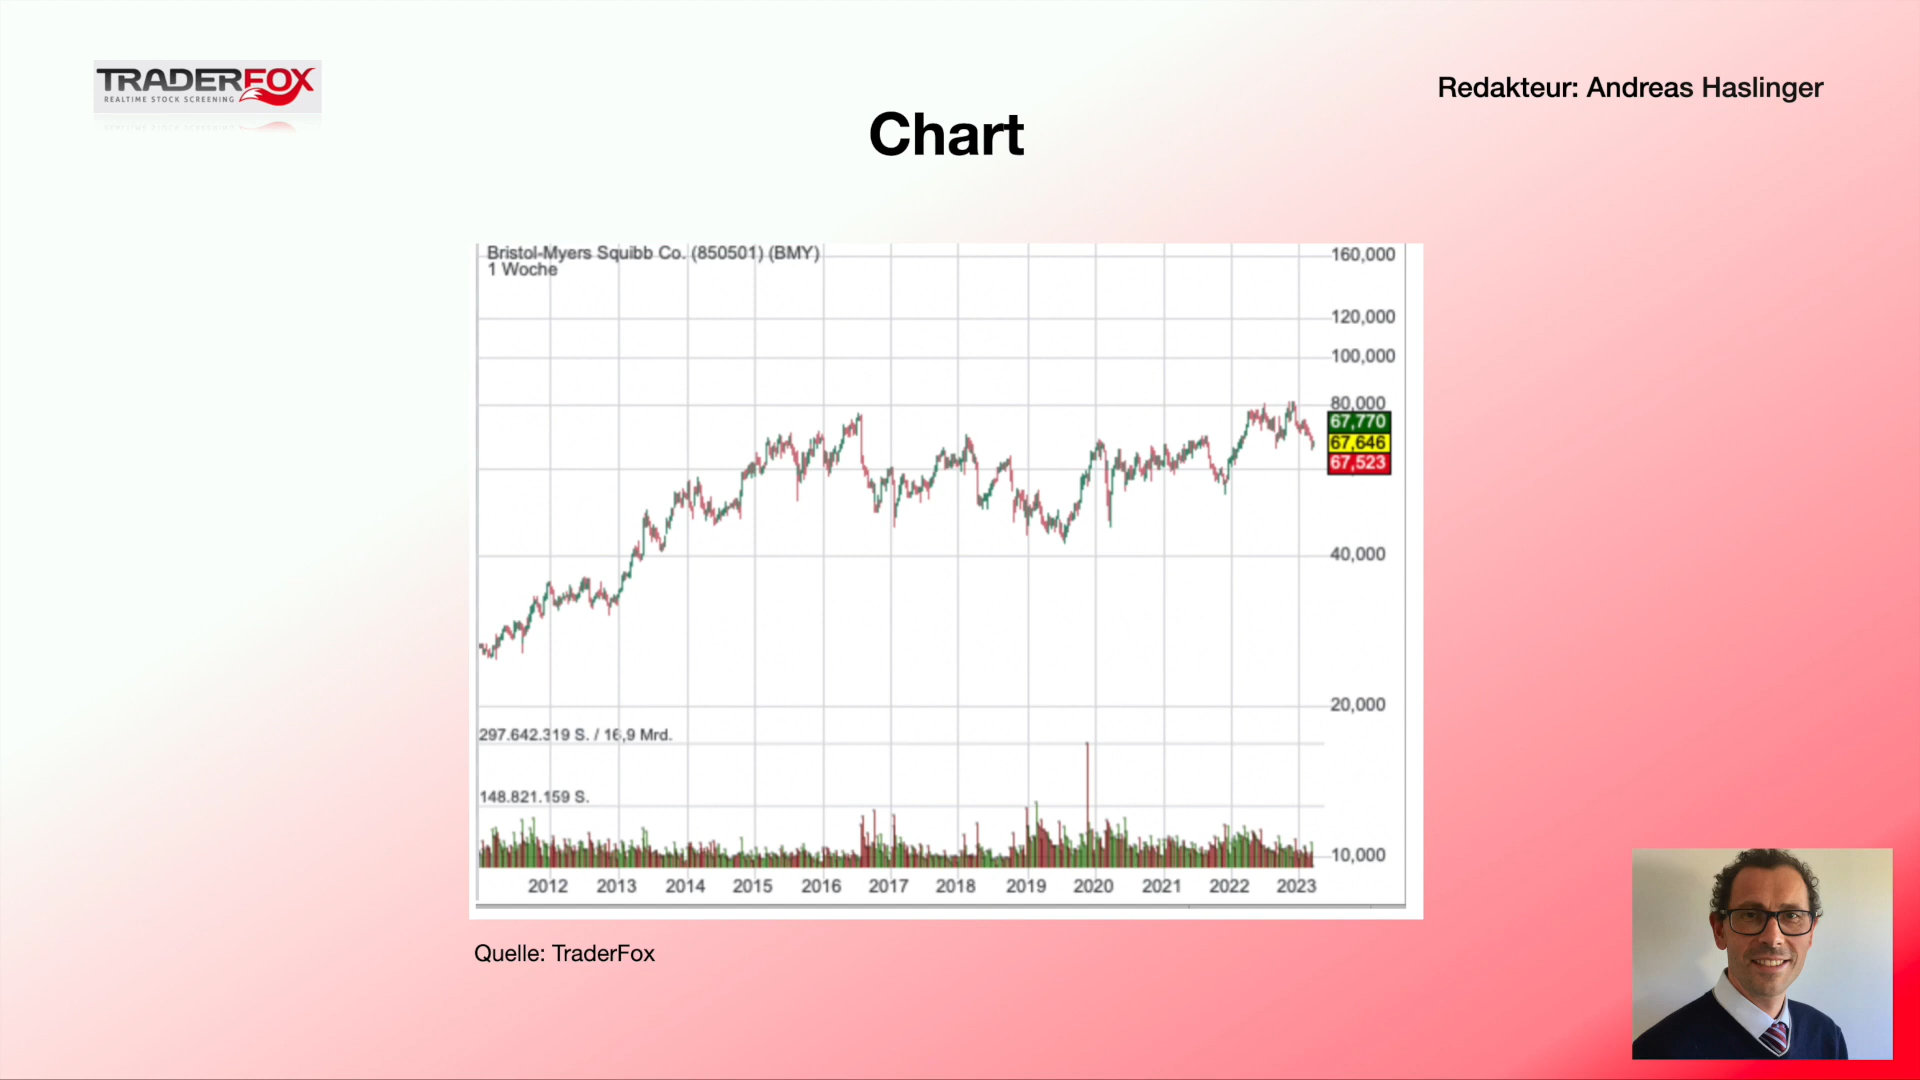 TRADERFOX
REALTIME STOCK SCREENING
Redakteur: Andreas Haslinger
Chart
Bristol-Myers Squibb Co. (850501) (BMY)
1 Woche
160,000
120,000
100,000
80,000
67,770
67,646
67,523
40,000
20,000
297.642.319 S. / 16,9 Mrd.
148.821.159 S.
10,000
2012 2013 2014 2015 2016 2017 2018 2019 2020 2021 2022 2023
Quelle: TraderFox